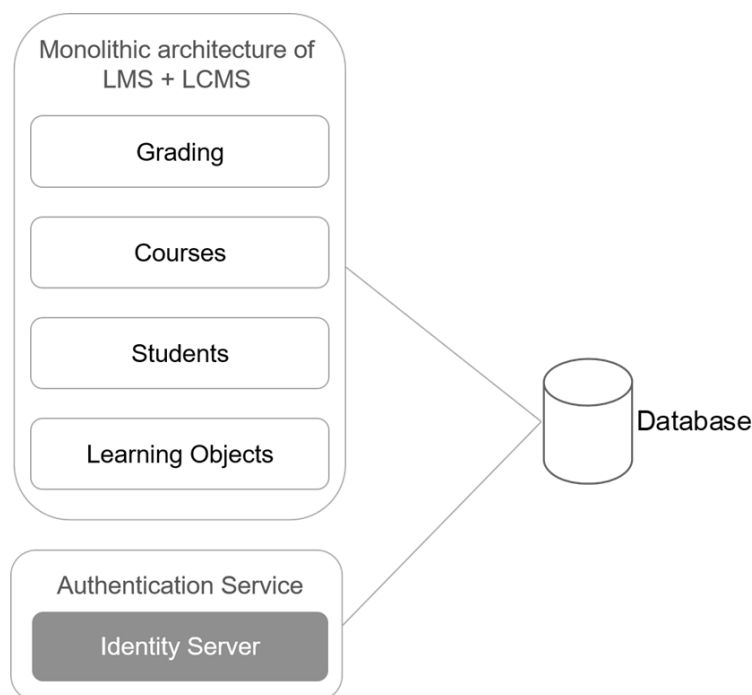 Monolithic architecture of
LMS + LCMS
Grading
Courses
Students
Learning Objects
Database
Authentication Service
Identity Server